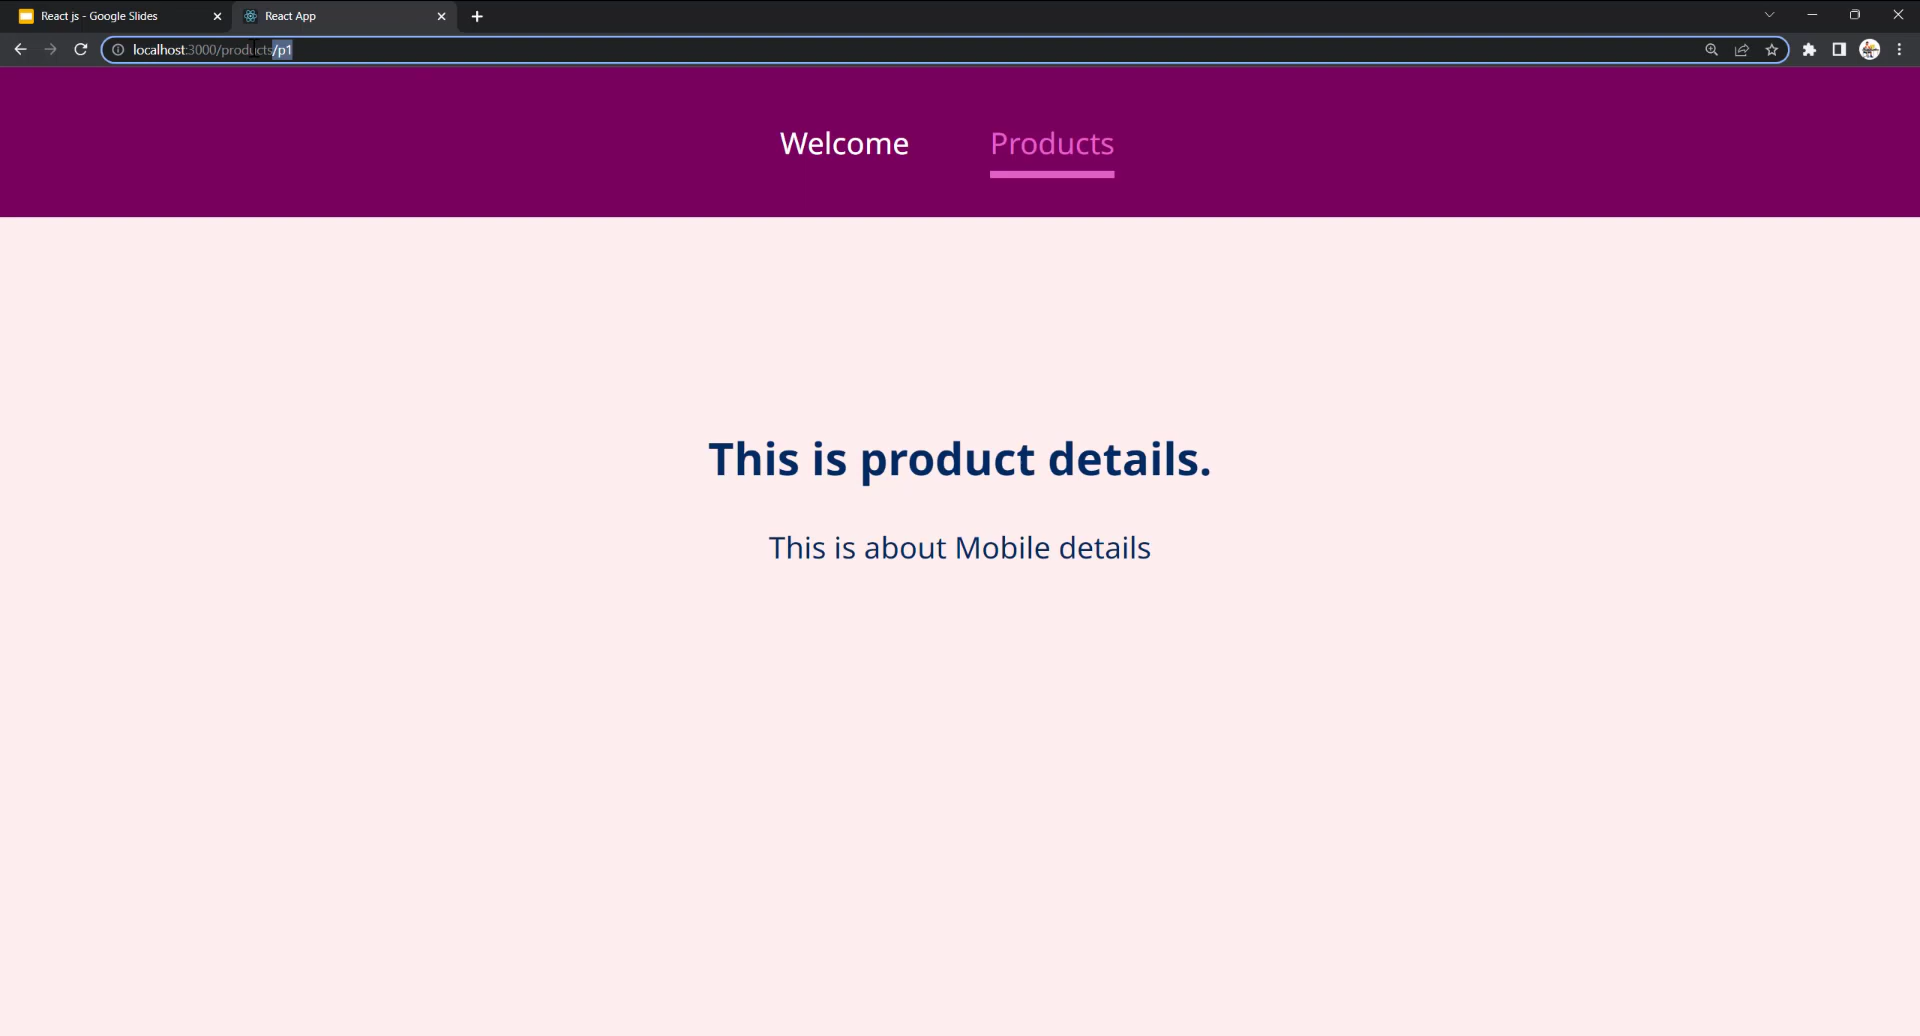 React js - Google Slides
React App
localhost:3000/products/p1
Welcome
Products
This is product details.
This is about Mobile details